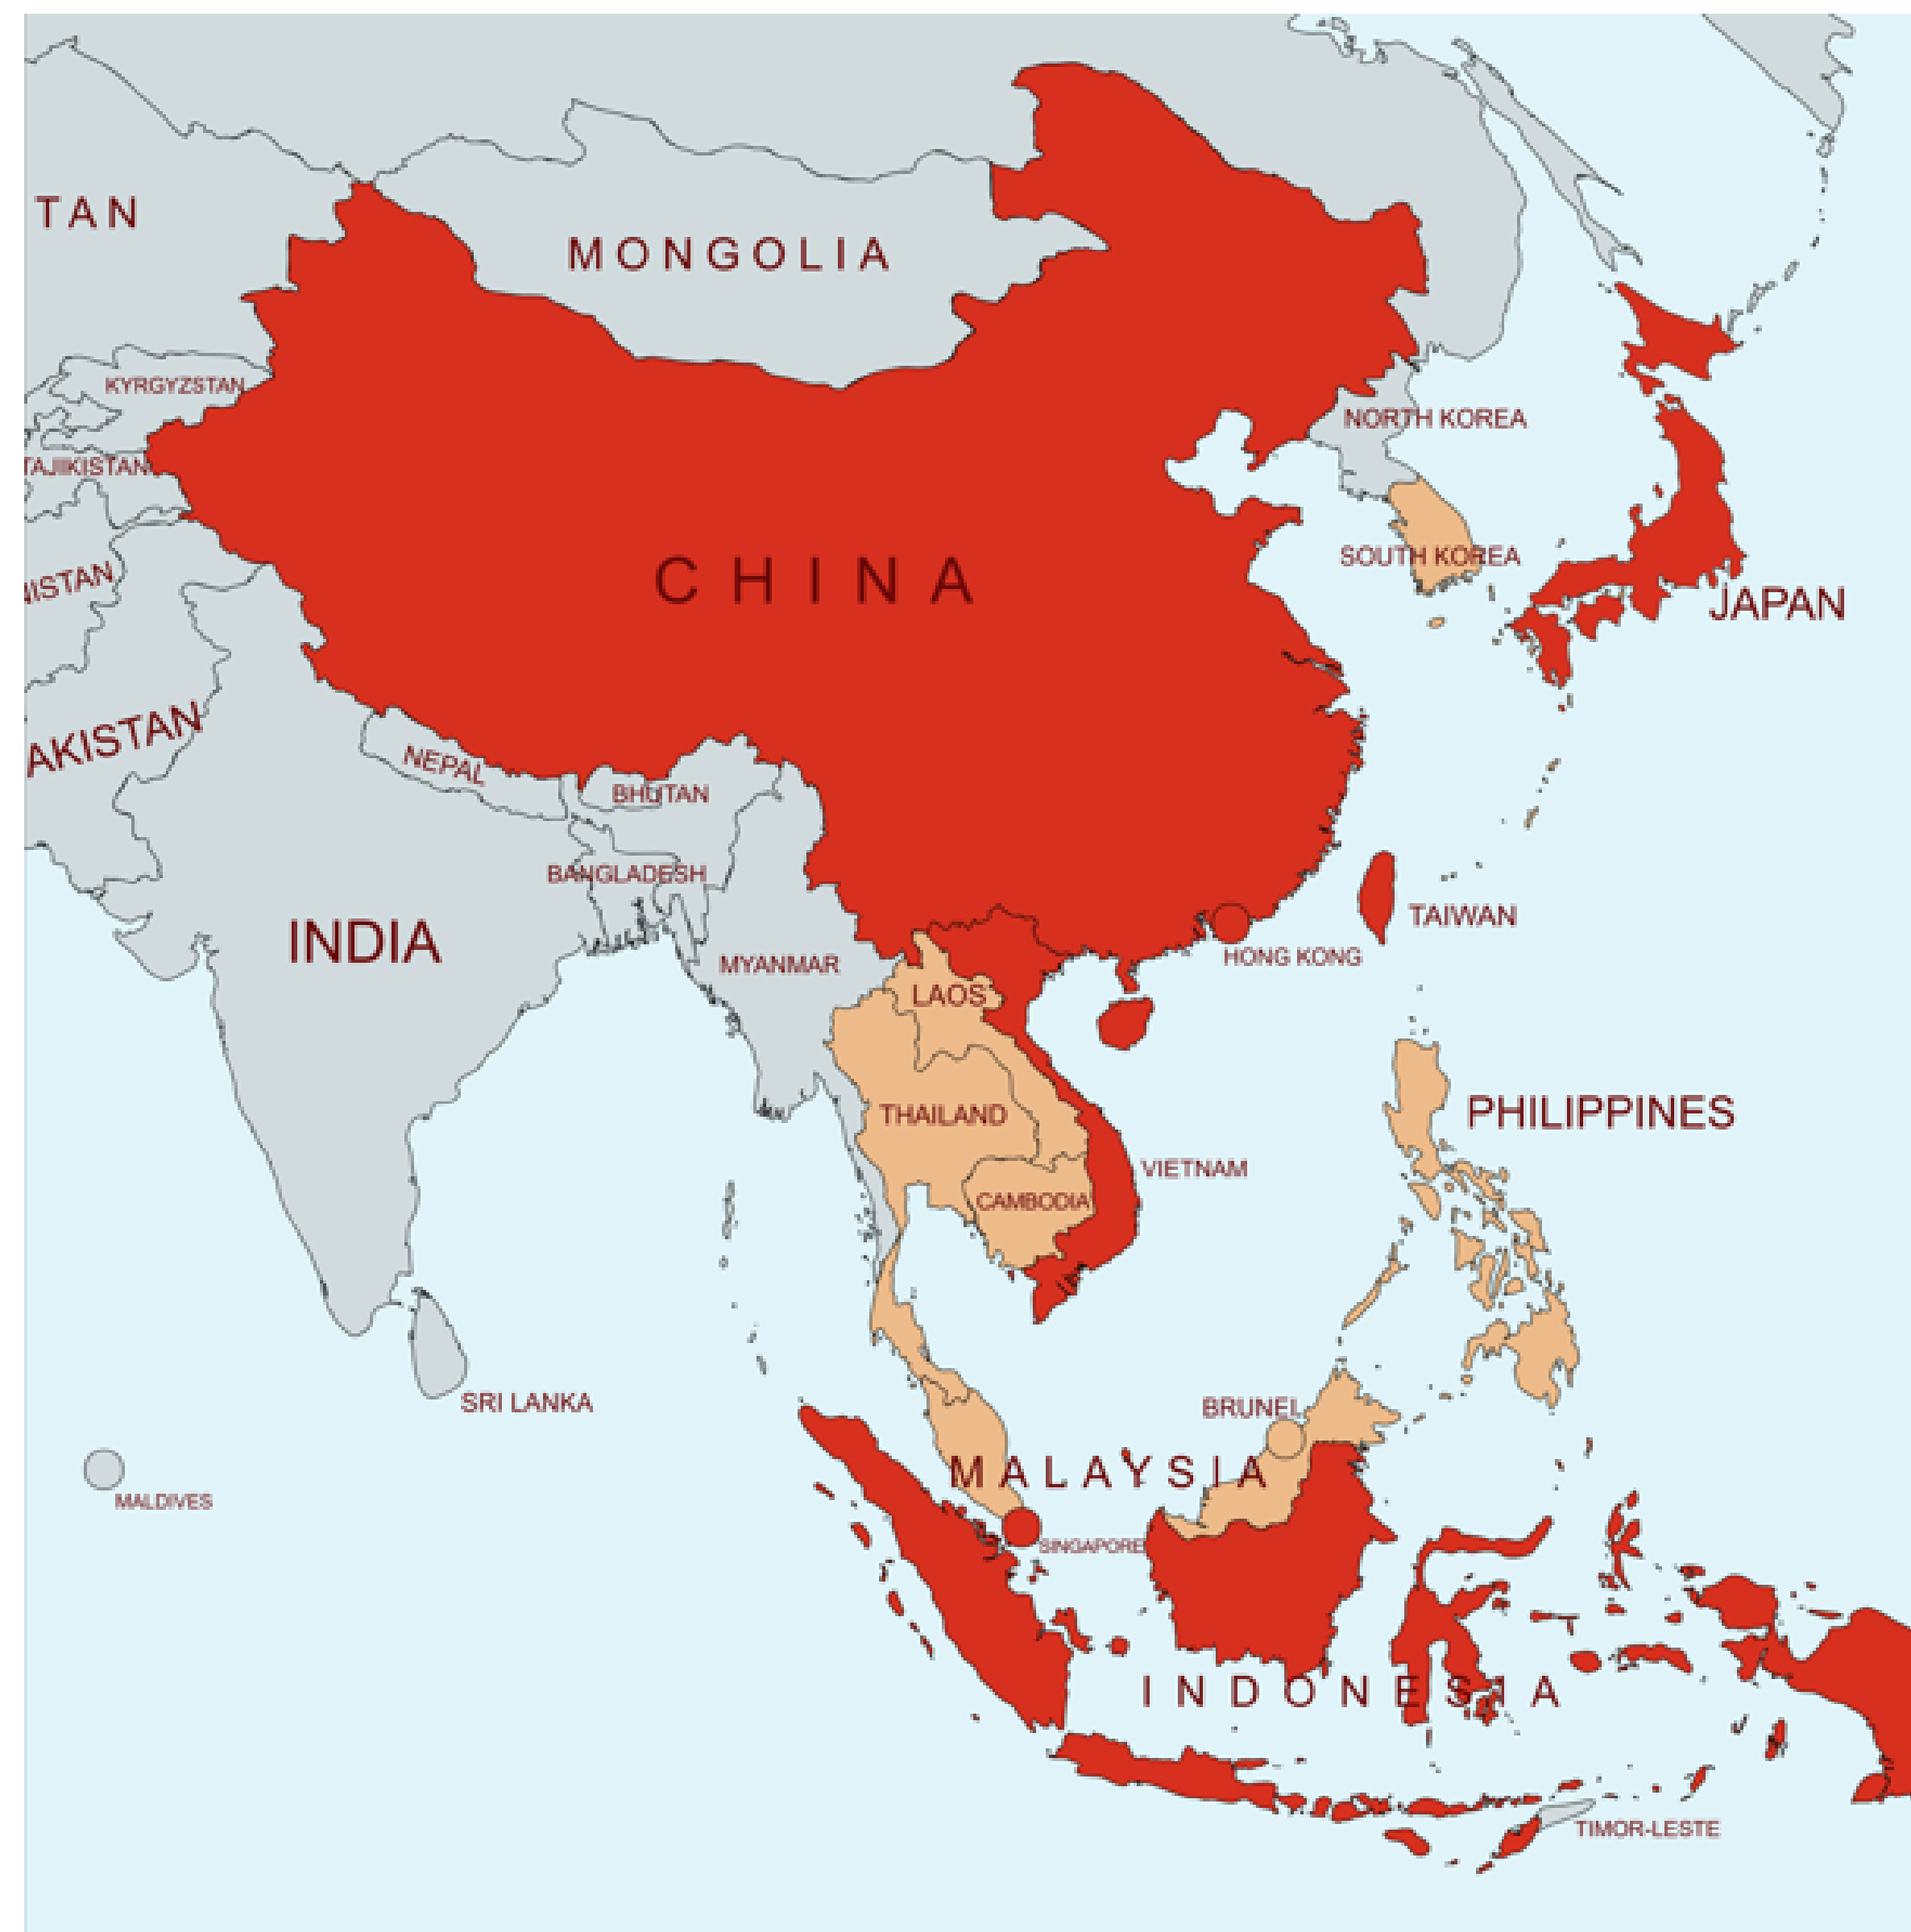 TAN
MONGOLIA
KYRGYZSTAN
NORTH KOREA
TAJIKISTAN
SOUTH KOREA
NISTAN
CHINA
JAPAN
AKISTAN
NEPAL
BHUTAN
BANGLADESH
TAIWAN
INDIA
HONG KONG
MYANMAR
LAOS
PHILIPPINES
THAILAND
VIETNAM
CAMBODIA
SRI LANKA
BRUNEI
MALAYSIA
MALDIVES
SINGAPORE
INDONESIA
TIMOR-LESTE